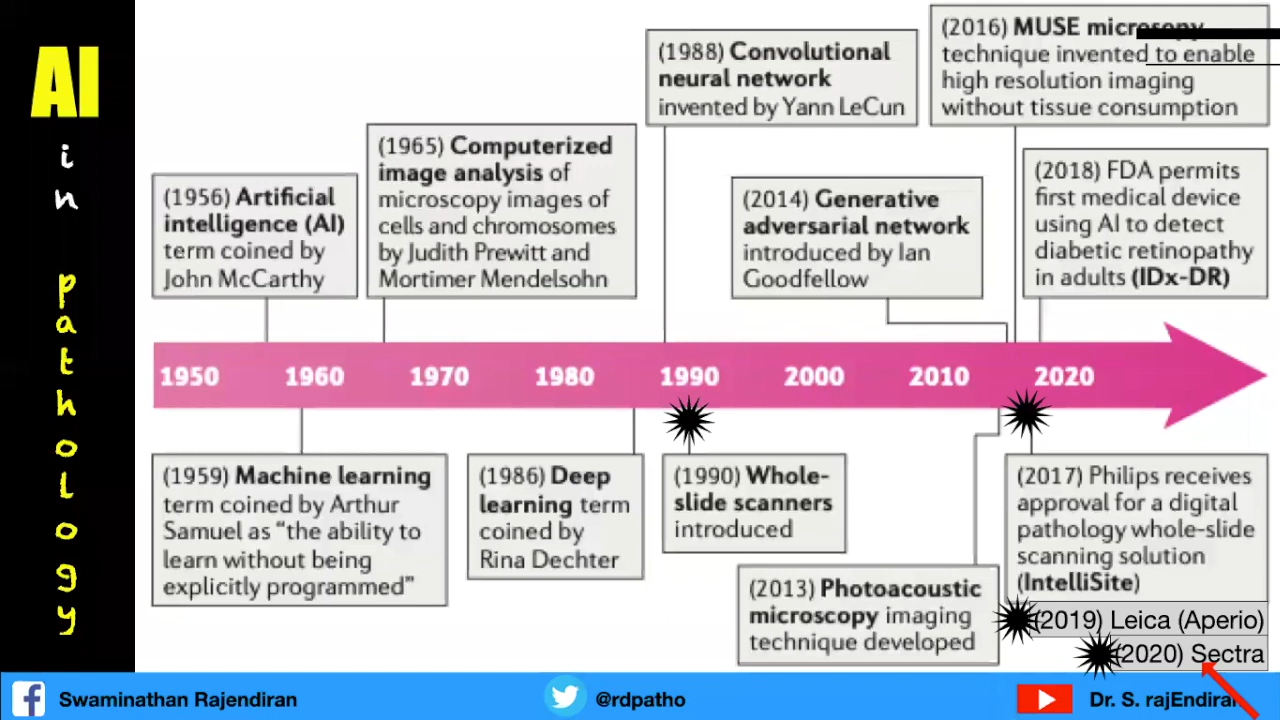 AI
in
pathology
(1956) Artificial
intelligence (AI)
term coined by
John McCarthy
(1965) Computerized
image analysis of
microscopy images of
cells and chromosomes
by Judith Prewitt and
Mortimer Mendelsohn
(1988) Convolutional
neural network
invented by Yann LeCun
(2014) Generative
adversarial network
introduced by Ian
Goodfellow
(2016) MUSE microscopy
technique invented to enable
high resolution imaging
without tissue consumption
(2018) FDA permits
first medical device
using AI to detect
diabetic retinopathy
in adults (IDx-DR)
1950 1960 1970 1980 1990 2000 2010 2020
(1959) Machine learning
term coined by Arthur
Samuel as “the ability to
learn without being
explicitly programmed”
(1986) Deep
learning term
coined by
Rina Dechter
(1990) Whole-
slide scanners
introduced
(2013) Photoacoustic
microscopy imaging
technique developed
(2017) Philips receives
approval for a digital
pathology whole-slide
scanning solution
(IntelliSite)
(2019) Leica (Aperio)
(2020) Sectra
Swaminathan Rajendiran
@rdpatho
Dr. S. rajEndiran